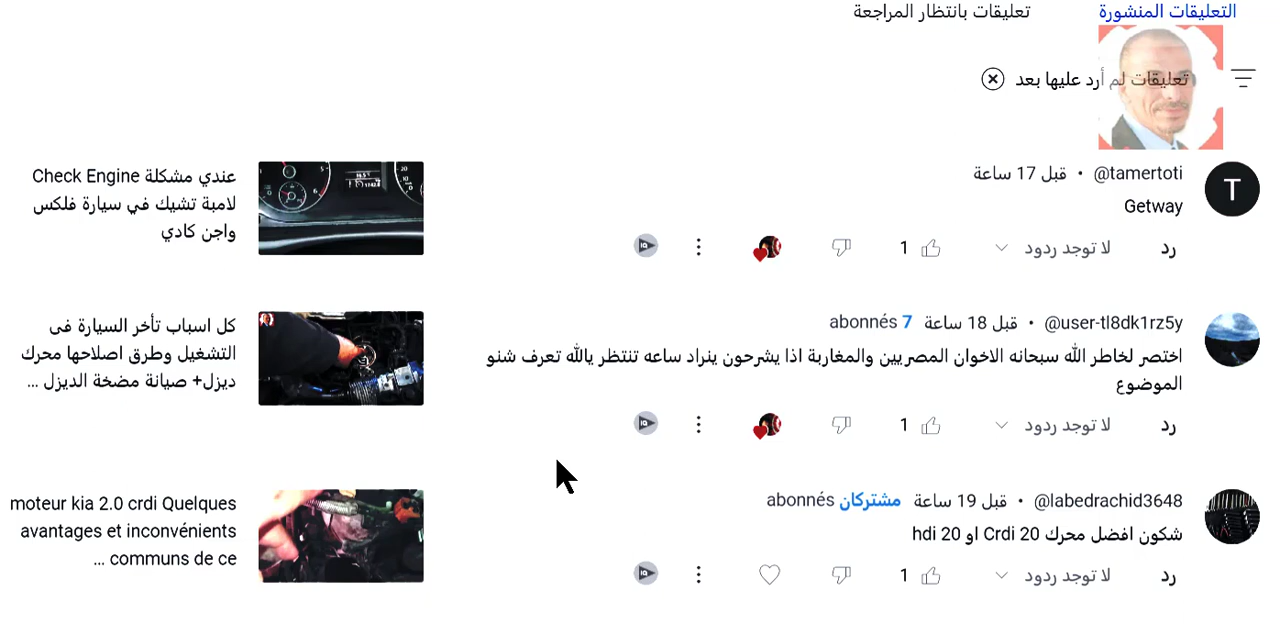 التعليقات المنشورة
تعليقات بانتظار المراجعة
تعليقات لم أرد عليها بعد
T
@tamertoti • قبل 17 ساعة
Getway
رد
لا توجد ردود
1
عندي مشكلة Check Engine
لامبة تشيك في سيارة فلكس
واجن كادي
@user-tl8dk1rz5y • قبل 18 ساعة 7 abonnés
اختصر لخاطر الله سبحانه الاخوان المصريين والمغاربة اذا يشرحون ينراد ساعه تنتظر يالله تعرف شنو
الموضوع
رد
لا توجد ردود
1
كل اسباب تأخر السيارة فى
التشغيل وطرق اصلاحها محرك
ديزل+ صيانة مضخة الديزل ...
@labedrachid3648 • قبل 19 ساعة مشتركان abonnés
شكون افضل محرك Crdi 20 او hdi 20
رد
لا توجد ردود
1
moteur kia 2.0 crdi Quelques
avantages et inconvénients
communs de ce ...